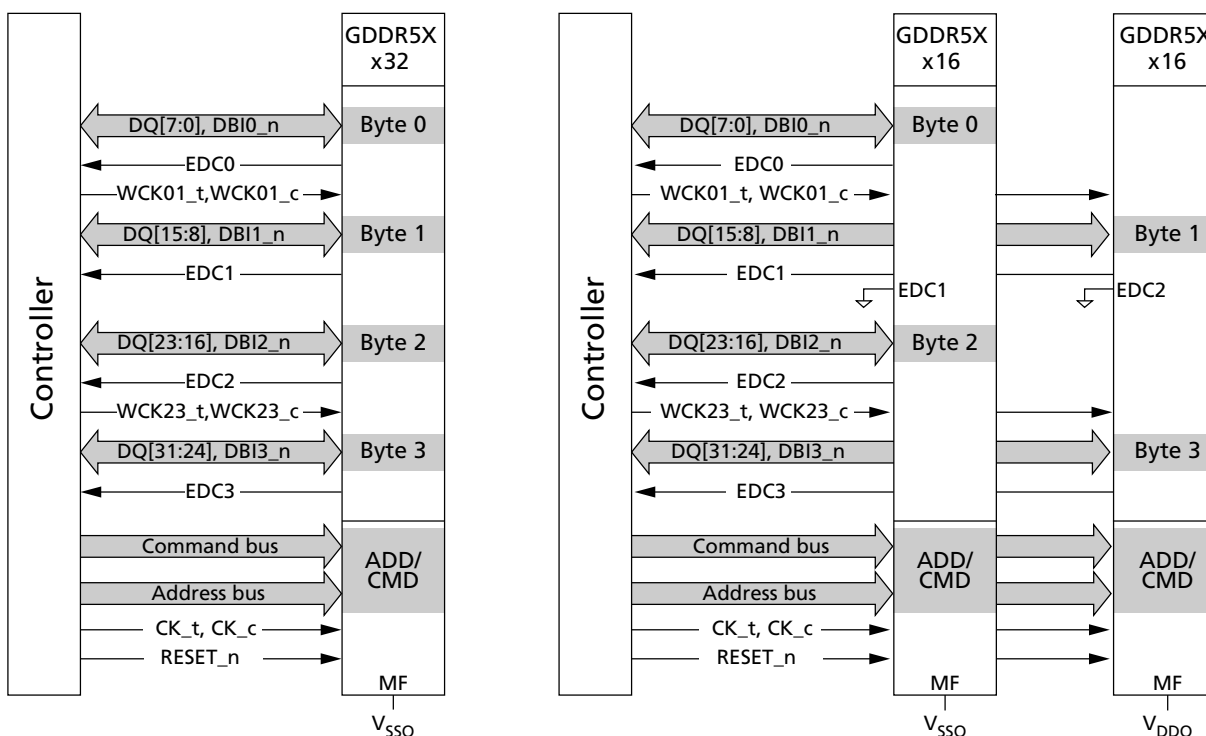 Controller
GDDR5X
x32
DQ[7:0], DBI0_n
Byte 0
EDC0
WCK01_t,WCK01_c
DQ[15:8], DBI1_n
Byte 1
EDC1
DQ[23:16], DBI2_n
Byte 2
EDC2
WCK23_t,WCK23_c
DQ[31:24], DBI3_n
Byte 3
EDC3
Command bus
Address bus
ADD/
CMD
CK_t, CK_c
RESET_n
MF
VSSQ
Controller
GDDR5X
x16
GDDR5X
x16
DQ[7:0], DBI0_n
Byte 0
EDC0
WCK01_t, WCK01_c
DQ[15:8], DBI1_n
Byte 1
EDC1
EDC1
EDC2
DQ[23:16], DBI2_n
Byte 2
EDC2
WCK23_t, WCK23_c
DQ[31:24], DBI3_n
Byte 3
EDC3
Command bus
Address bus
ADD/
CMD
ADD/
CMD
CK_t, CK_c
RESET_n
MF
MF
VSSQ
VDDQ